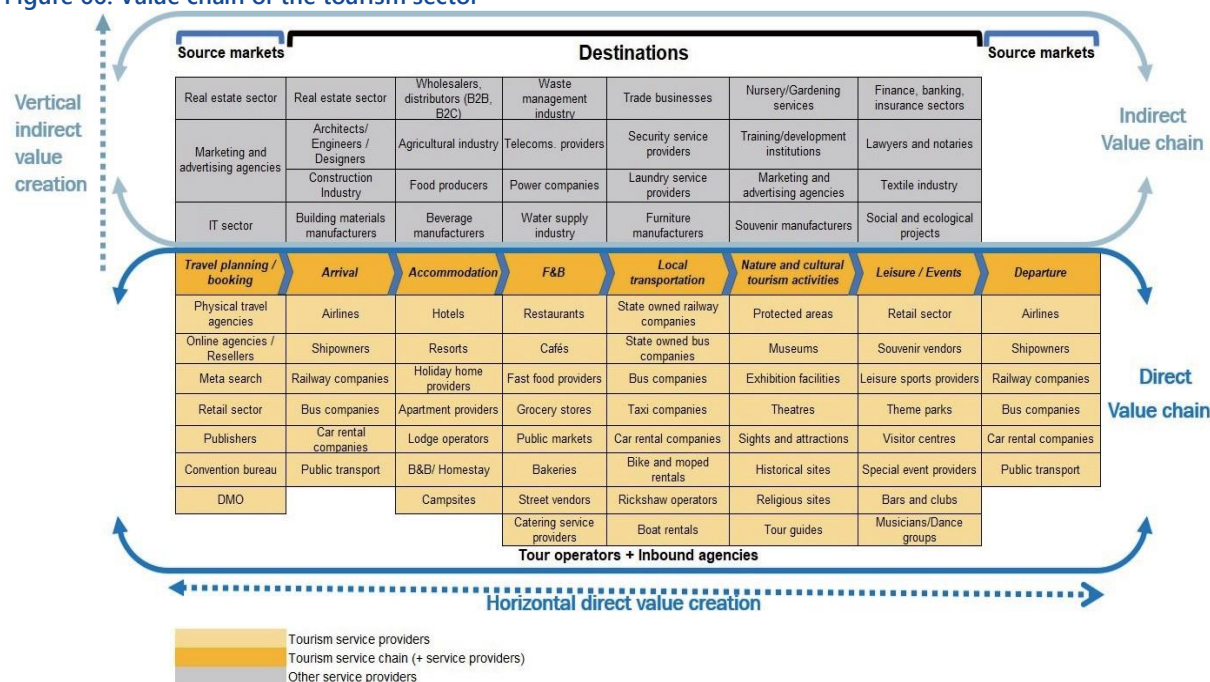 Figure 60: Value chain of the tourism sector
Source markets
Destinations
Source markets
Vertical
indirect
value
creation
Indirect
Value chain
Real estate sector
Real estate sector
Wholesalers,
distributors (B2B,
B2C)
Waste
management
industry
Trade businesses
Nursery/Gardening
services
Finance, banking,
insurance sectors
Marketing and
advertising agencies
Architects/
Engineers /
Designers
Agricultural industry
Telecoms. providers
Security service
providers
Training/development
institutions
Lawyers and notaries
Construction
Industry
Food producers
Power companies
Laundry service
providers
Marketing and
advertising agencies
Textile industry
IT sector
Building materials
manufacturers
Beverage
manufacturers
Water supply
industry
Furniture
manufacturers
Souvenir manufacturers
Social and ecological
projects
Travel planning /
booking
Arrival
Accommodation
F&B
Local
transportation
Nature and cultural
tourism activities
Leisure / Events
Departure
Physical travel
agencies
Airlines
Hotels
Restaurants
State owned railway
companies
Protected areas
Retail sector
Airlines
Online agencies /
Resellers
Shipowners
Resorts
Cafés
State owned bus
companies
Museums
Souvenir vendors
Shipowners
Meta search
Railway companies
Holiday home
providers
Fast food providers
Bus companies
Exhibition facilities
Leisure sports providers
Railway companies
Direct
Value chain
Retail sector
Bus companies
Apartment providers
Grocery stores
Taxi companies
Theatres
Theme parks
Bus companies
Publishers
Car rental
companies
Lodge operators
Public markets
Car rental companies
Sights and attractions
Visitor centres
Car rental companies
Convention bureau
Public transport
B&B/ Homestay
Bakeries
Bike and moped
rentals
Historical sites
Special event providers
Public transport
DMO
Campsites
Street vendors
Rickshaw operators
Religious sites
Bars and clubs
Catering service
providers
Boat rentals
Tour guides
Musicians/Dance
groups
Tour operators + Inbound agencies
Horizontal direct value creation
Tourism service providers
Tourism service chain (+ service providers)
Other service providers